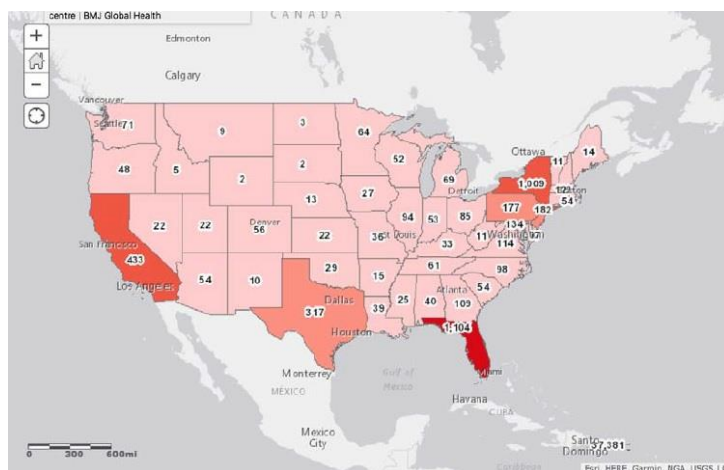 centre | BMJ Global Health
CANADA
Edmonton
Calgary
Vancouver
Seattle
71
9
3
64
Ottawa
11
14
48
5
2
52
1,009
2
69
Detroit
54
13
27
177
182
22
22
Denver
56
94
53
85
134
San Francisco
22
36
St Louis
11
Washington
433
33
114
Los Angeles
54
10
29
61
98
15
Atlanta
54
Dallas
39
25
40
109
317
Houston
1,104
Monterrey
Gulf of
Mexico
Miami
MÉXICO
Havana
CUBA
Mexico
City
Santo
Domingo
37,381
0 300 600mi
Esri, HERE, Garmin, NGA, USGS